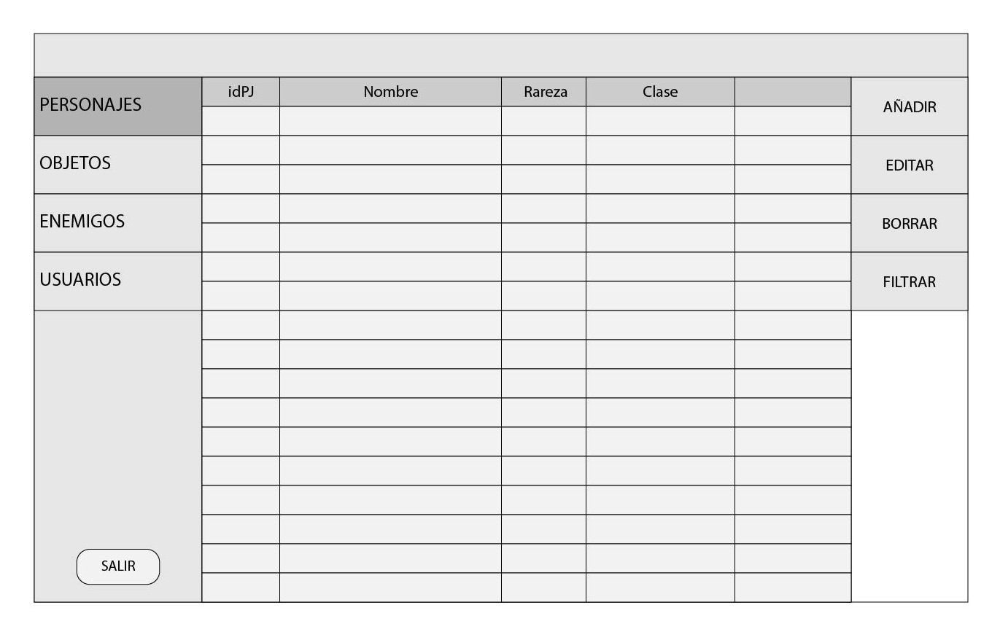 PERSONAJES
OBJETOS
ENEMIGOS
USUARIOS
SALIR
idPJ Nombre Rareza Clase
AÑADIR
EDITAR
BORRAR
FILTRAR